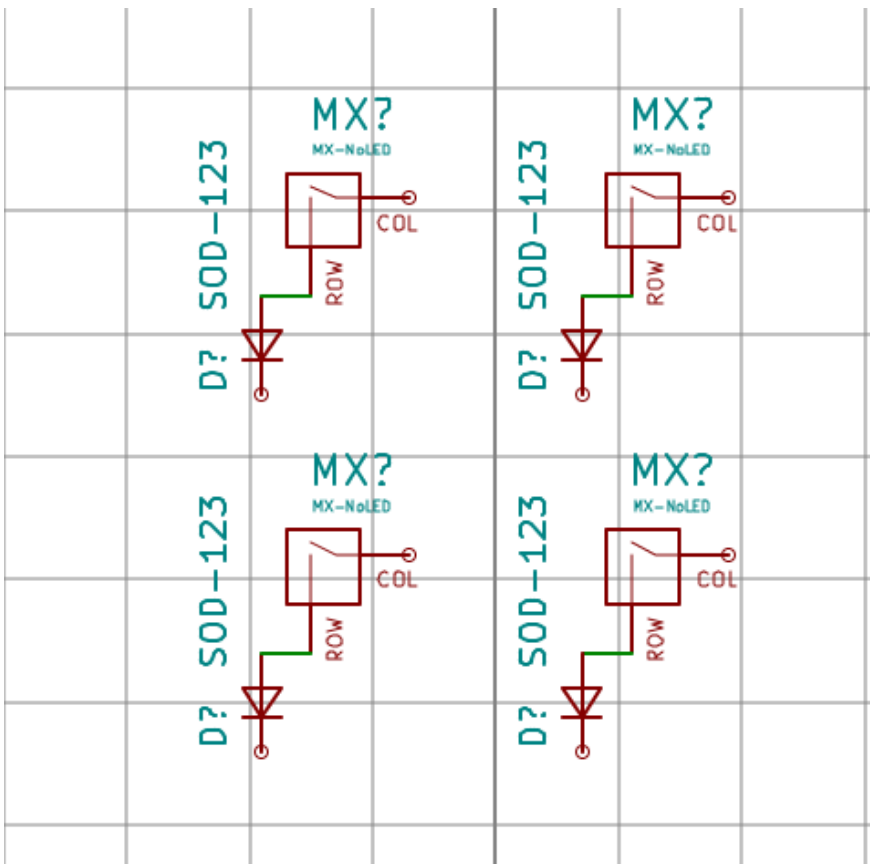 MX?
MX-NoLED
SOD-123
COL
ROW
D?
MX?
MX-NoLED
SOD-123
COL
ROW
D?
MX?
MX-NoLED
SOD-123
COL
ROW
D?
MX?
MX-NoLED
SOD-123
COL
ROW
D?